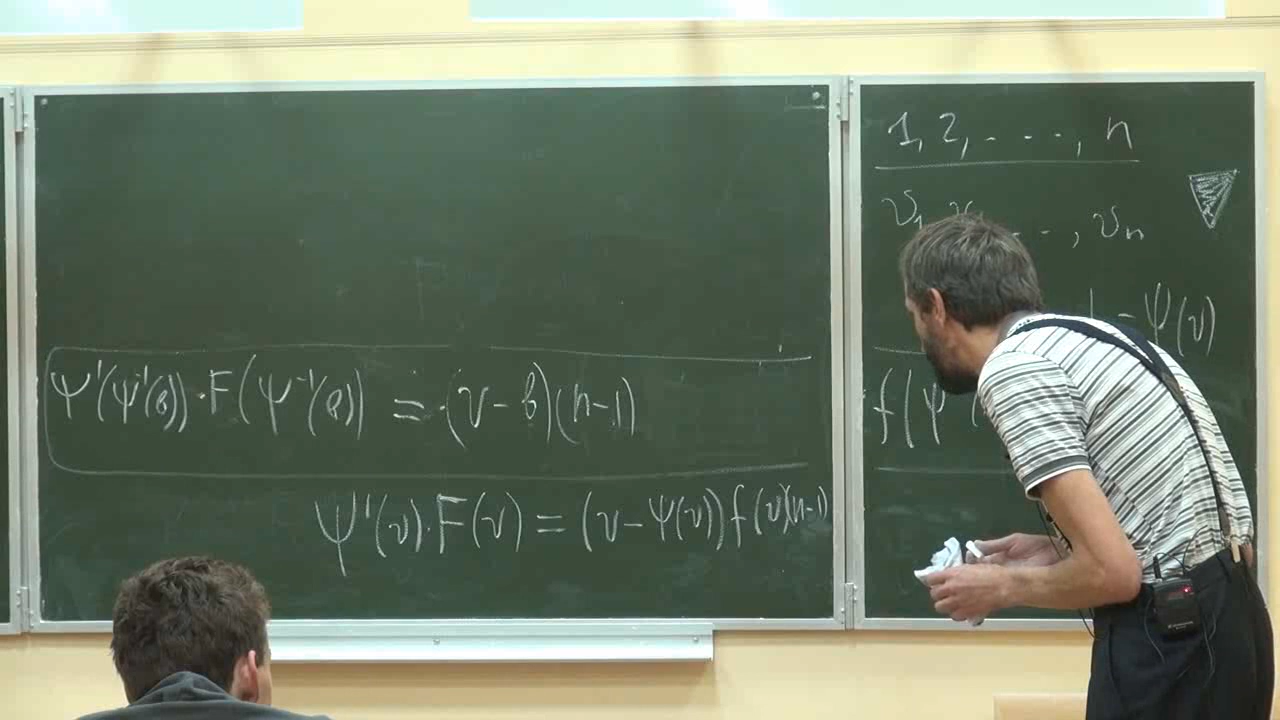 Ψ'(Ψ⁻¹(b))·F(Ψ⁻¹(b)) = (v-b)(n-1)
Ψ'(v)·F(v) = (v-Ψ(v))f(v)(n-1)
1, 2, ..., n
v₁, ..., vₙ
-Ψ(v)
f(Ψ